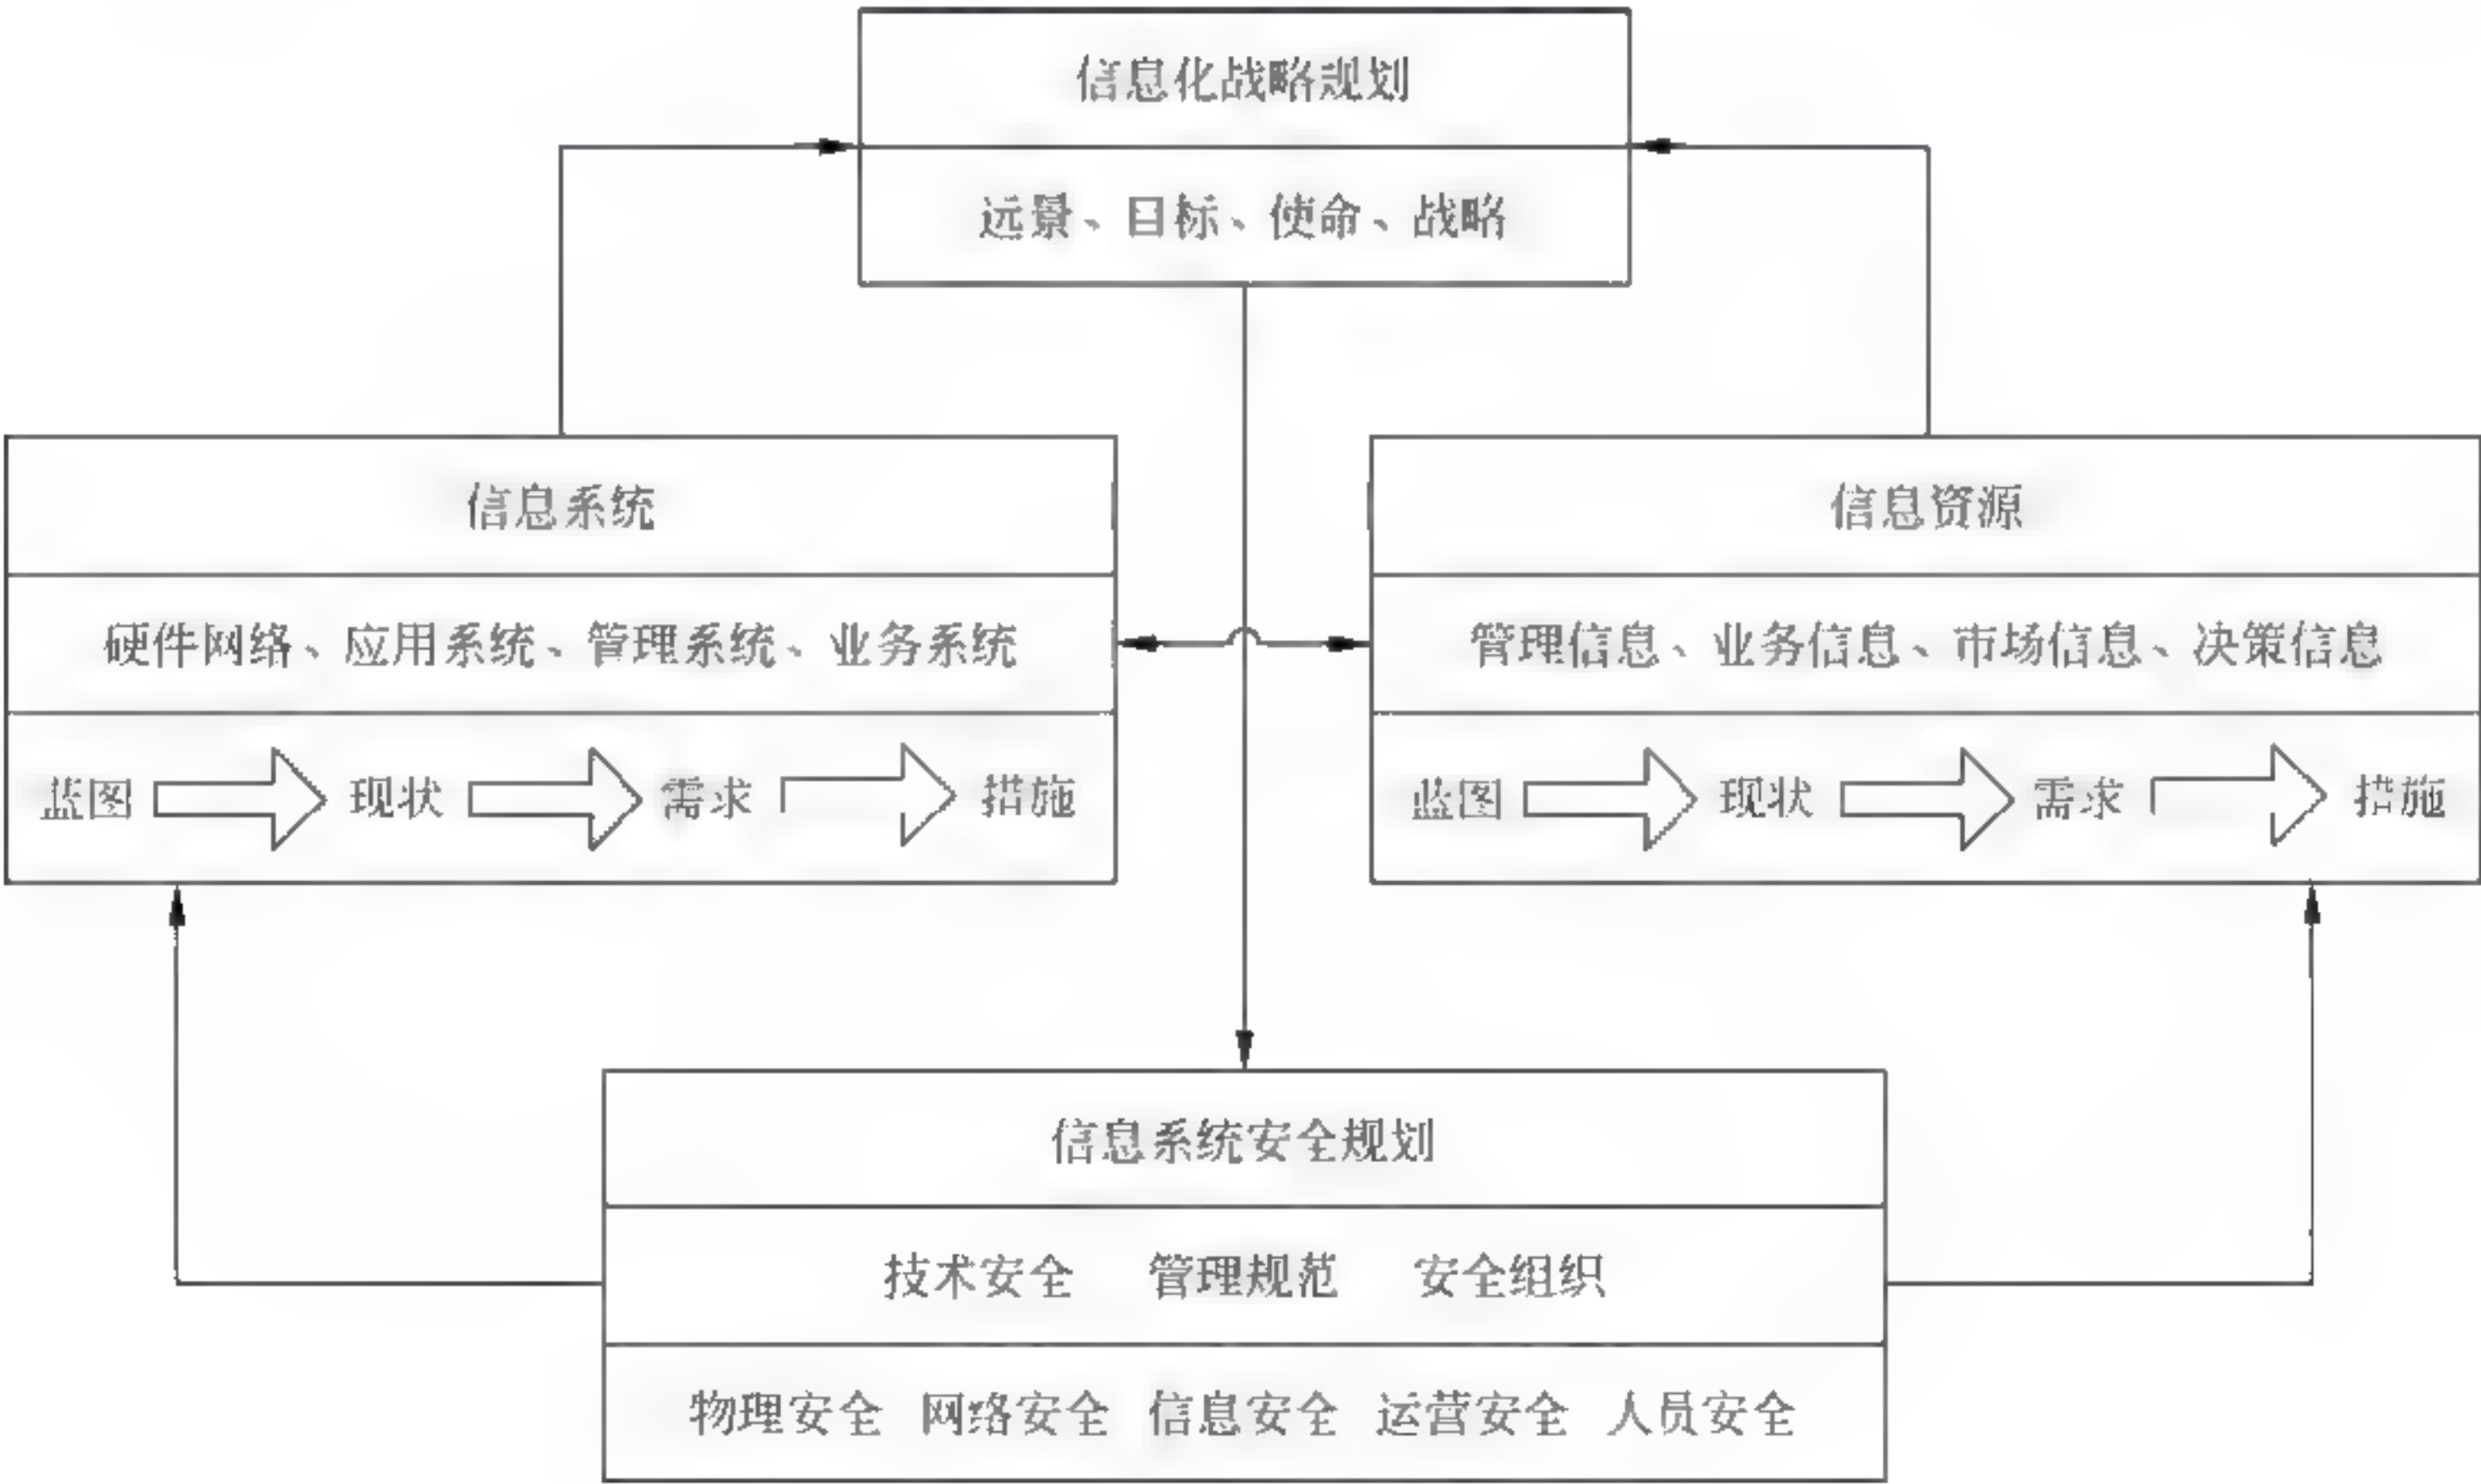 信息化战略规划
远景、目标、使命、战略
信息系统
硬件网络、应用系统、管理系统、业务系统
蓝图 现状 需求 措施
信息资源
管理信息、业务信息、市场信息、决策信息
蓝图 现状 需求 措施
信息系统安全规划
技术安全 管理规范 安全组织
物理安全 网络安全 信息安全 运营安全 人员安全